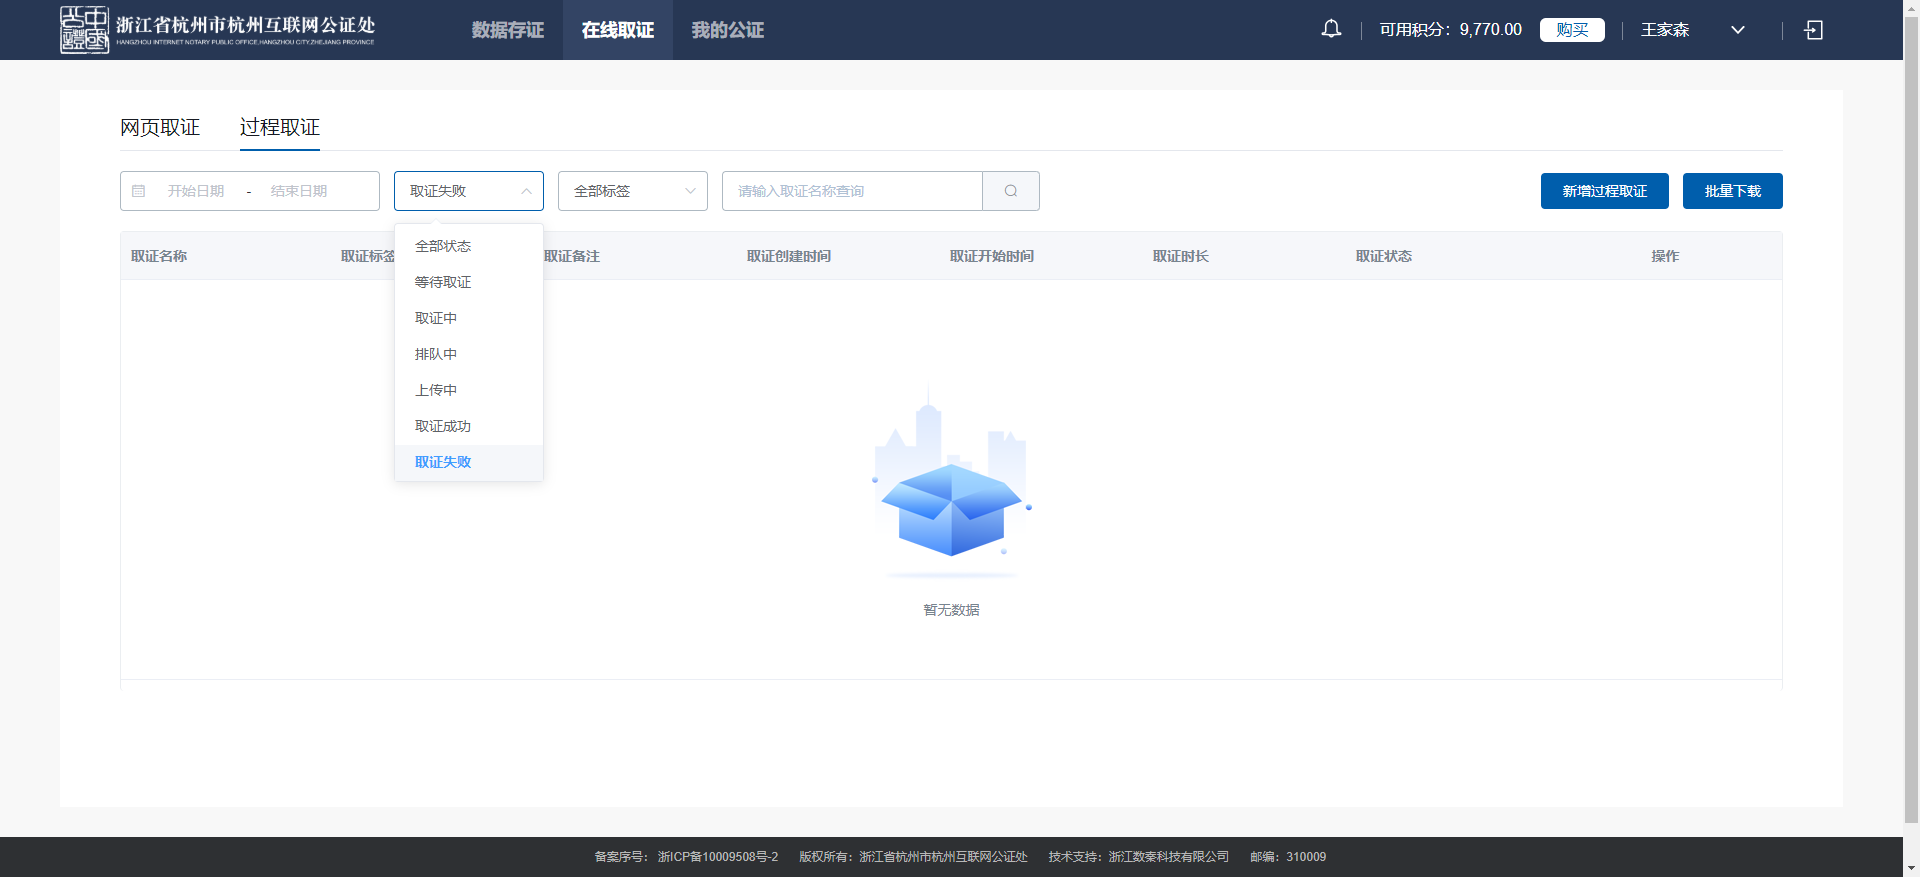 浙江省杭州市杭州互联网公证处
HANGZHOU INTERNET NOTARY PUBLIC OFFICE,HANGZHOU CITY,ZHEJIANG PROVINCE
数据存证 在线取证 我的公证
可用积分：9,770.00 购买 王家森
网页取证 过程取证
开始日期 - 结束日期 取证失败 全部标签 请输入取证名称查询 新增过程取证 批量下载
取证名称 取证标签 取证备注 取证创建时间 取证开始时间 取证时长 取证状态 操作
全部状态
等待取证
取证中
排队中
上传中
取证成功
取证失败
暂无数据
备案序号： 浙ICP备10009508号-2 版权所有：浙江省杭州市杭州互联网公证处 技术支持：浙江数秦科技有限公司 邮编：310009